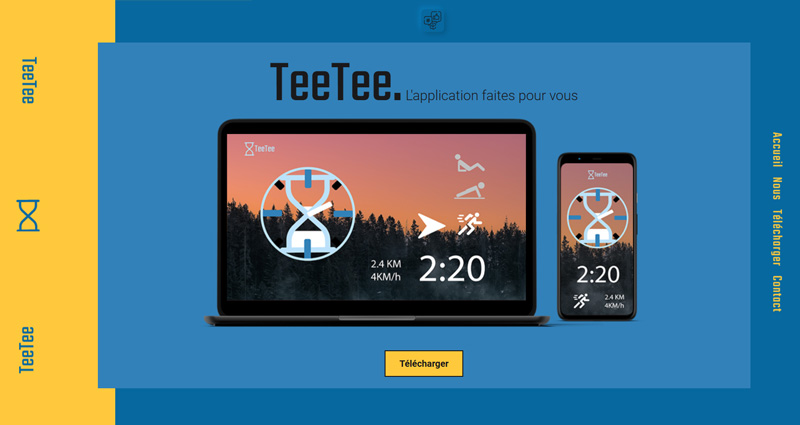 TeeTee
TeeTee
TeeTee. L'application faites pour vous
TeeTee
2.4 KM
4KM/h
2:20
TeeTee
2:20
2.4 KM
4KM/h
Télécharger
Accueil Nous Télécharger Contact